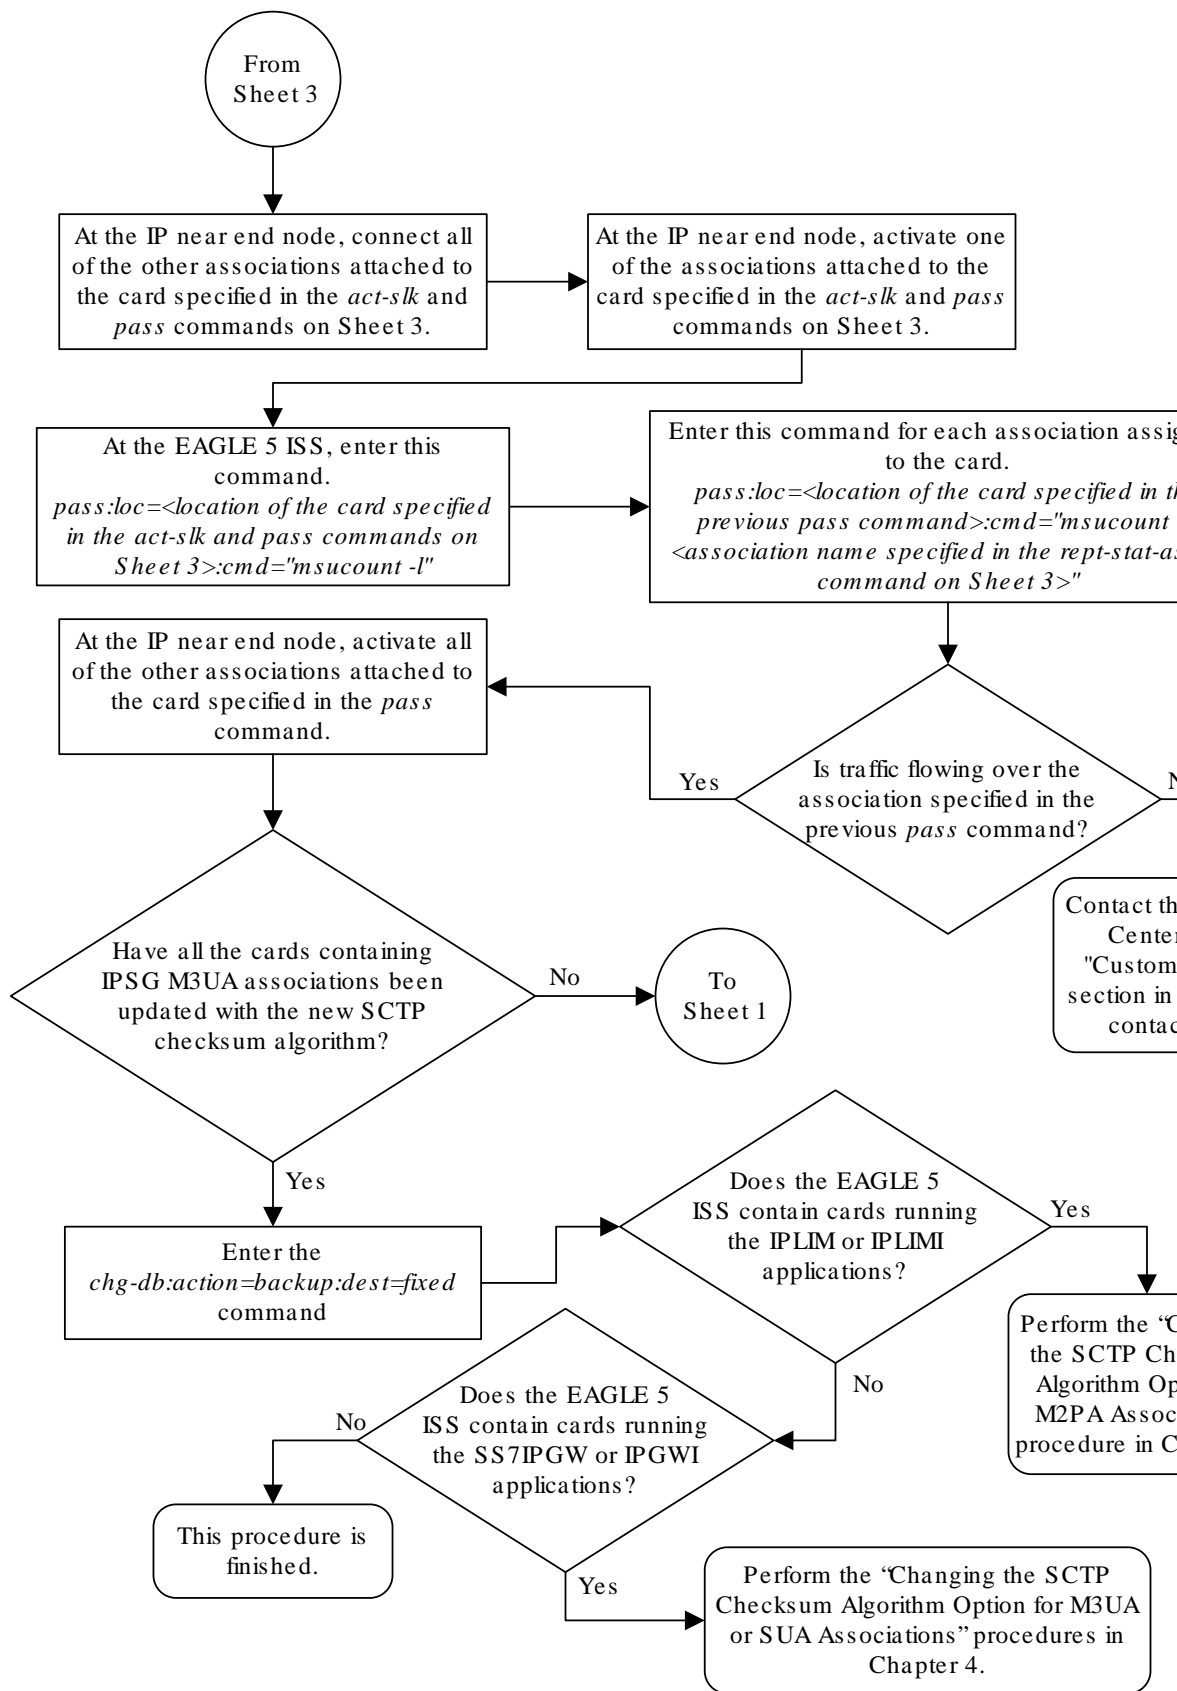 From
Sheet 3
At the IP near end node, connect all
of the other associations attached to
the card specified in the act-slk and
pass commands on Sheet 3.
At the IP near end node, activate one
of the associations attached to the
card specified in the act-slk and pass
commands on Sheet 3.
At the EAGLE 5 ISS, enter this
command.
pass:loc=<location of the card specified
in the act-slk and pass commands on
Sheet 3>:cmd="msucount -l"
Enter this command for each association
to the card.
pass:loc=<location of the card specified in
previous pass command>:cmd="msucount
<association name specified in the
command on Sheet 3>"
At the IP near end node, activate all
of the other associations attached to
the card specified in the pass
command.
Yes
Is traffic flowing over the
association specified in the
previous pass command?
Contact
Center
section in
Have all the cards containing
IPSG M3UA associations been
updated with the new SCTP
checksum algorithm?
No
To
Sheet 1
Yes
Enter the
chg-db:action=backup:dest=fixed
command
Does the EAGLE 5
ISS contain cards running
the IPLIM or IPLIMI
applications?
Yes
Perform the
the SCTP
Algorithm
M2PA
procedure in
No
Does the EAGLE 5
ISS contain cards running
the SS7IPGW or IPGWI
applications?
No
This procedure is
finished.
Yes
Perform the “Changing the SCTP
Checksum Algorithm Option for M3UA
or SUA Associations” procedures in
Chapter 4.